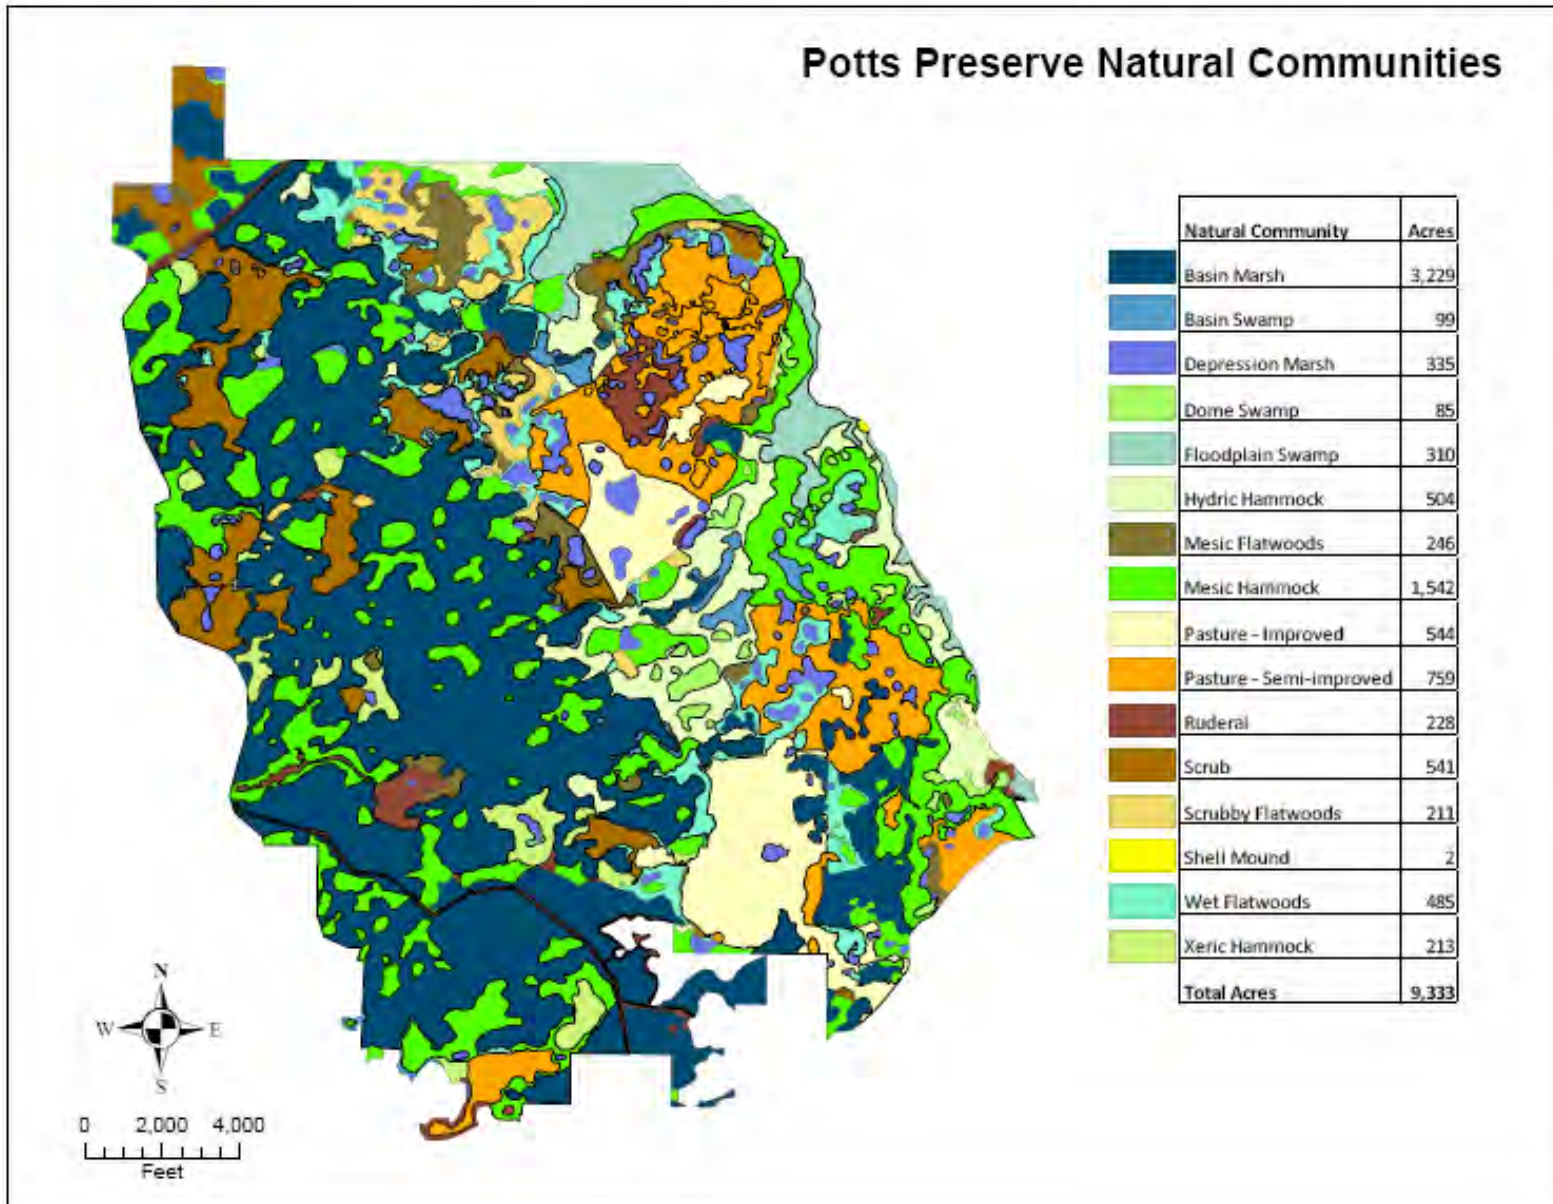 Potts Preserve Natural Communities
Natural Community Acres
Basin Marsh 3,229
Basin Swamp 99
Depression Marsh 335
Dome Swamp 85
Floodplain Swamp 310
Hydric Hammock 504
Mesic Flatwoods 246
Mesic Hammock 1,542
Pasture - Improved 544
Pasture - Semi-improved 759
Ruderal 228
Scrub 541
Scrubby Flatwoods 211
Shell Mound 2
Wet Flatwoods 485
Xeric Hammock 213
Total Acres 9,333
N
W E
S
0 2,000 4,000
Feet